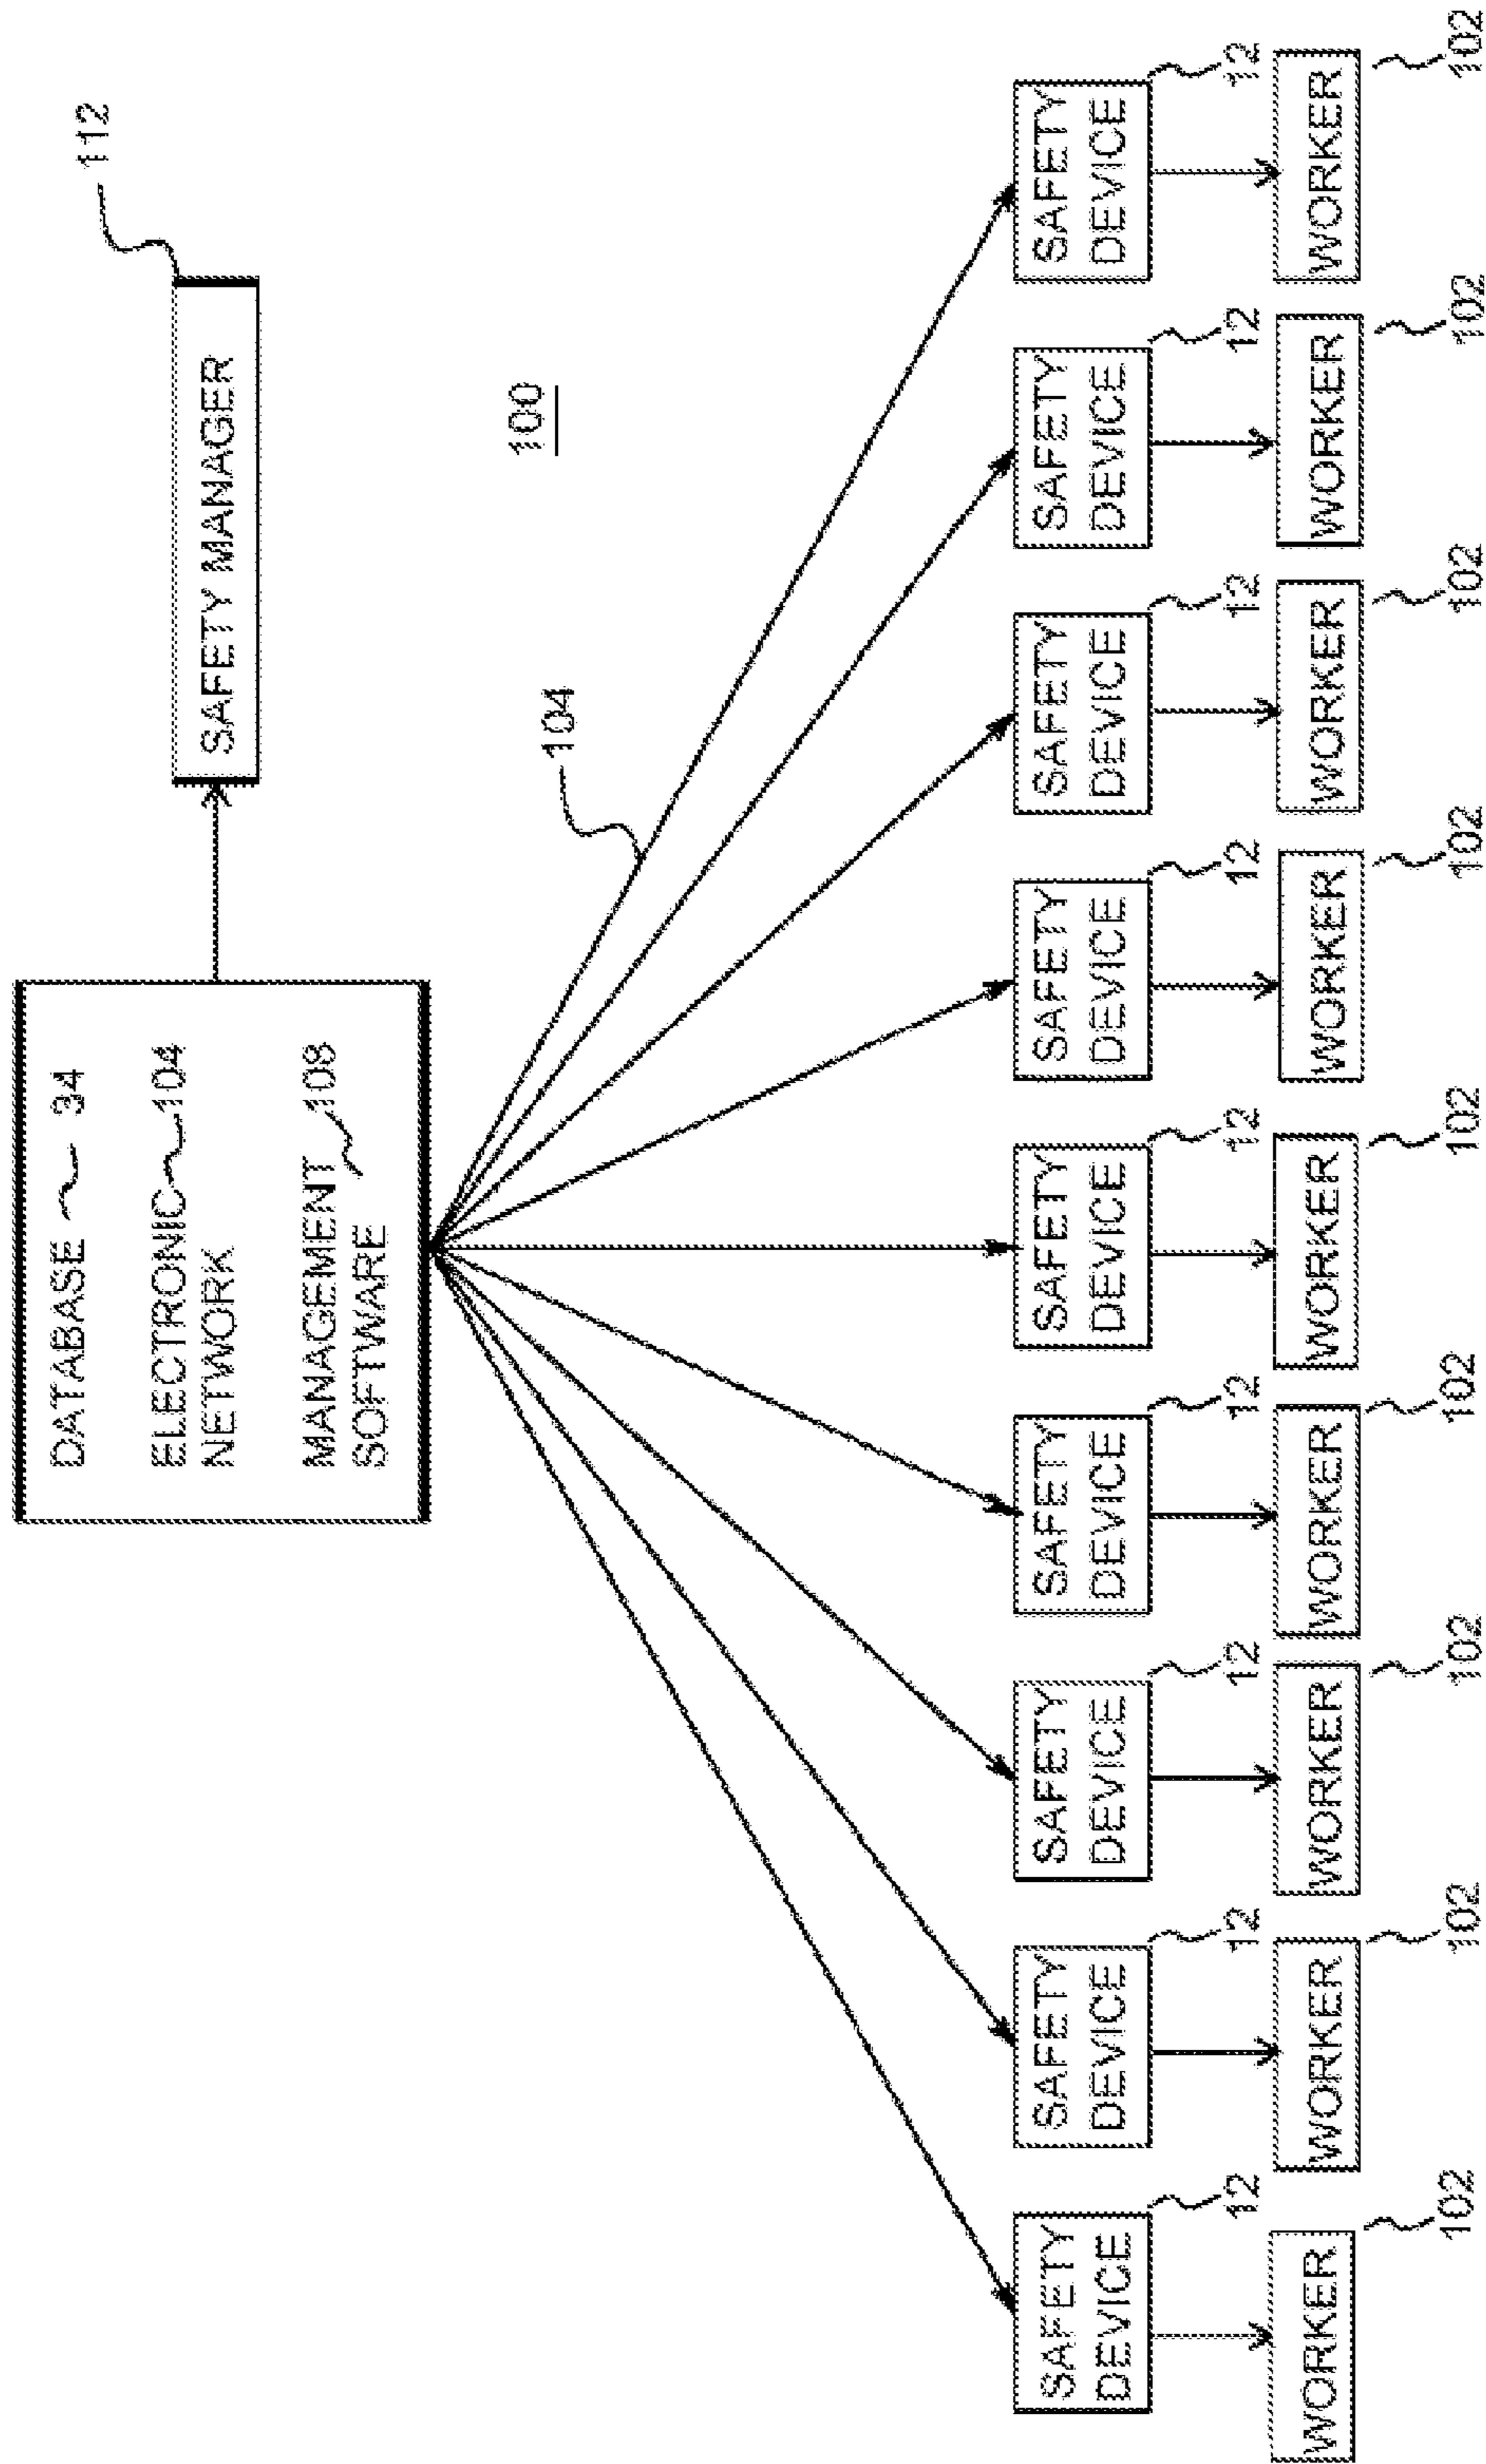 DATABASE 34
ELECTRONIC 104
NETWORK
MANAGEMENT 108
SOFTWARE
112
SAFETY MANAGER
100
104
SAFETY
DEVICE
12
SAFETY
DEVICE
12
SAFETY
DEVICE
12
SAFETY
DEVICE
12
SAFETY
DEVICE
12
SAFETY
DEVICE
12
SAFETY
DEVICE
12
SAFETY
DEVICE
12
SAFETY
DEVICE
12
WORKER
102
WORKER
102
WORKER
102
WORKER
102
WORKER
102
WORKER
102
WORKER
102
WORKER
102
WORKER
102